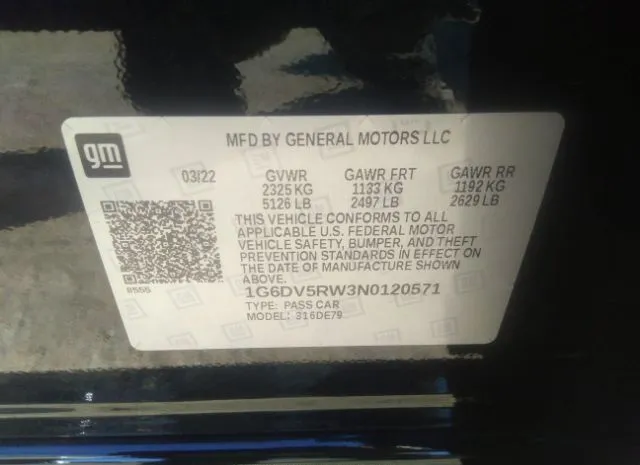 MFD BY GENERAL MOTORS LLC
gm
03/22 GVWR GAWR FRT GAWR RR
2325 KG 1133 KG 1192 KG
5126 LB 2497 LB 2629 LB
THIS VEHICLE CONFORMS TO ALL
APPLICABLE U.S. FEDERAL MOTOR
VEHICLE SAFETY, BUMPER, AND THEFT
PREVENTION STANDARDS IN EFFECT ON
THE DATE OF MANUFACTURE SHOWN ABOVE.
1G6DV5RW3N0120571
TYPE: PASS CAR
MODEL: 316DE79